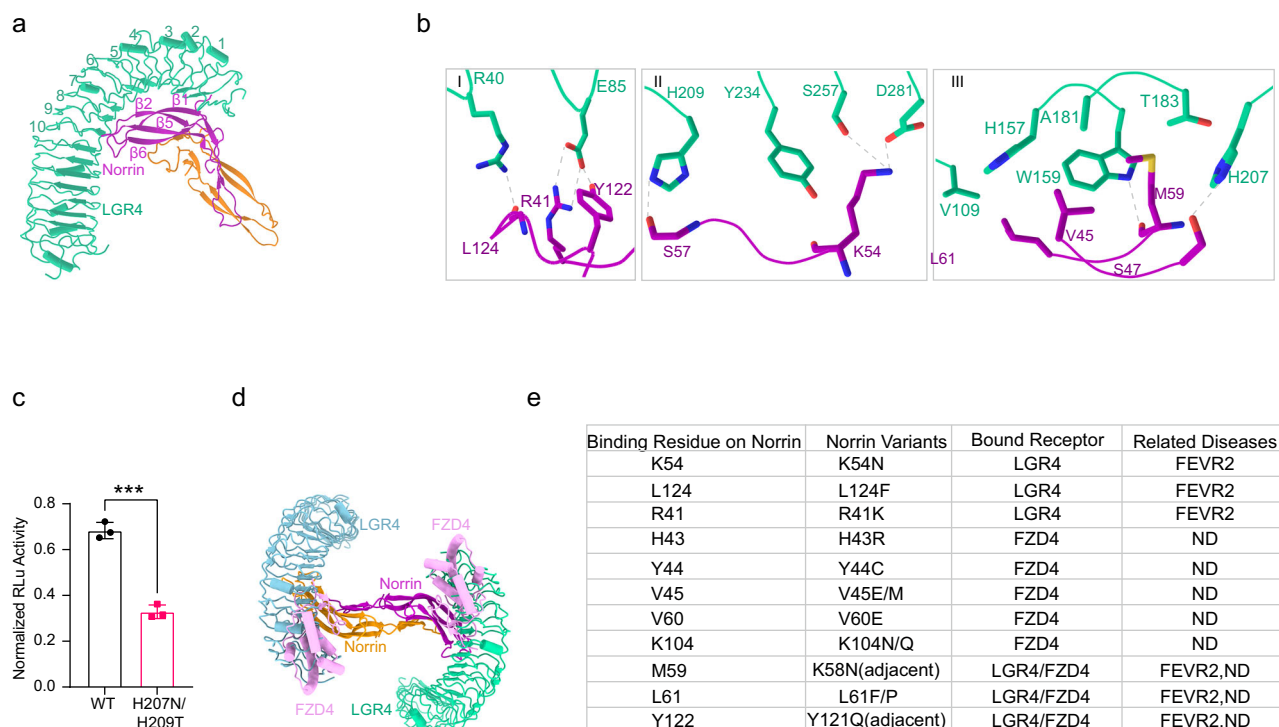 a
4
3
2
1
5
6
7
8
9
10
β2
β1
β5
β6
Norrin
LGR4
b
I
R40
E85
R41
Y122
L124
II
H209
Y234
S257
D281
S57
K54
III
H157
A181
T183
W159
H207
V109
M59
V45
L61
S47
c
Normalized RLu Activity
0.8
0.6
0.4
0.2
0.0
***
WT
H207N/
H209T
d
LGR4
FZD4
Norrin
Norrin
FZD4
LGR4
e
Binding Residue on Norrin Norrin Variants Bound Receptor Related Diseases
K54 K54N LGR4 FEVR2
L124 L124F LGR4 FEVR2
R41 R41K LGR4 FEVR2
H43 H43R FZD4 ND
Y44 Y44C FZD4 ND
V45 V45E/M FZD4 ND
V60 V60E FZD4 ND
K104 K104N/Q FZD4 ND
M59 K58N(adjacent) LGR4/FZD4 FEVR2,ND
L61 L61F/P LGR4/FZD4 FEVR2,ND
Y122 Y121Q(adjacent) LGR4/FZD4 FEVR2,ND